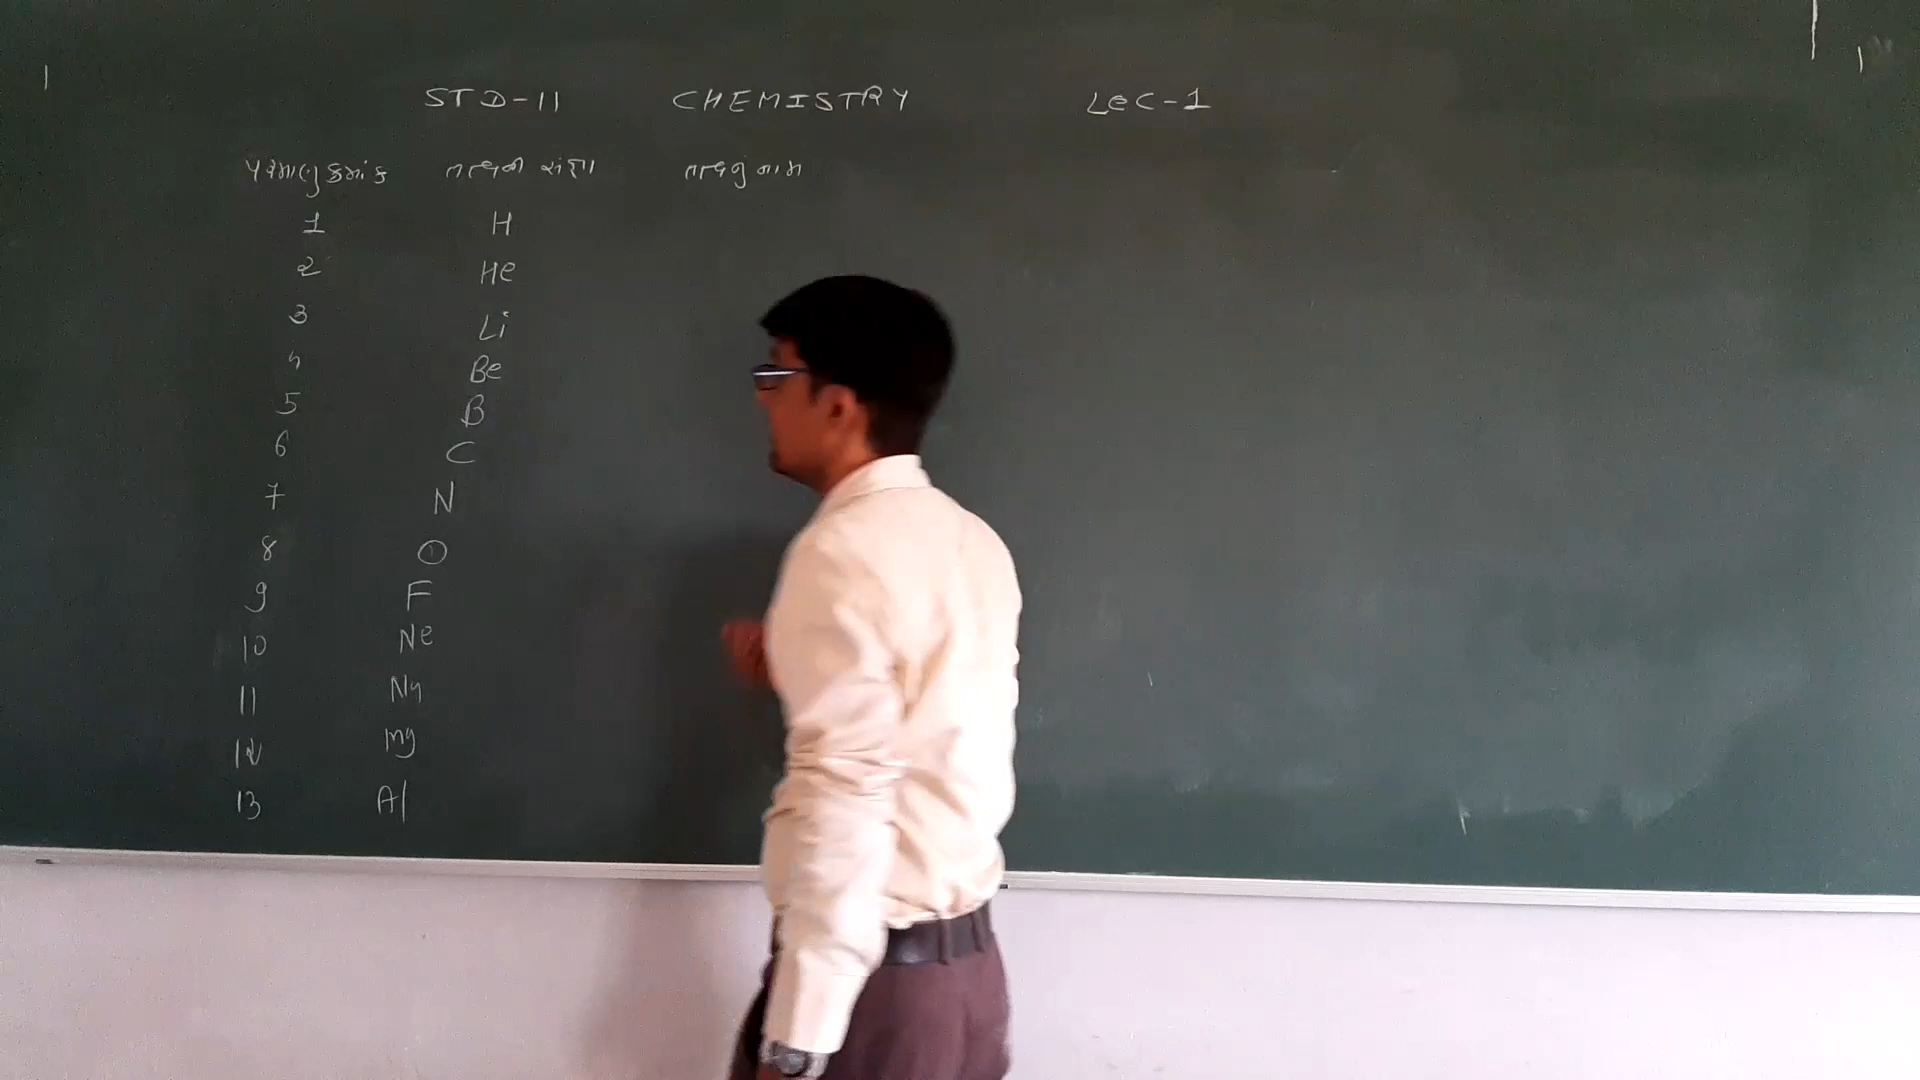 STD-11 CHEMISTRY Lec-1
પરમાણુ ક્રમાંક તત્વની સંજ્ઞા તત્વનું નામ
1 H
2 He
3 Li
૪ Be
5 B
6 C
7 N
8 O
9 F
10 Ne
11 Na
12 Mg
13 Al